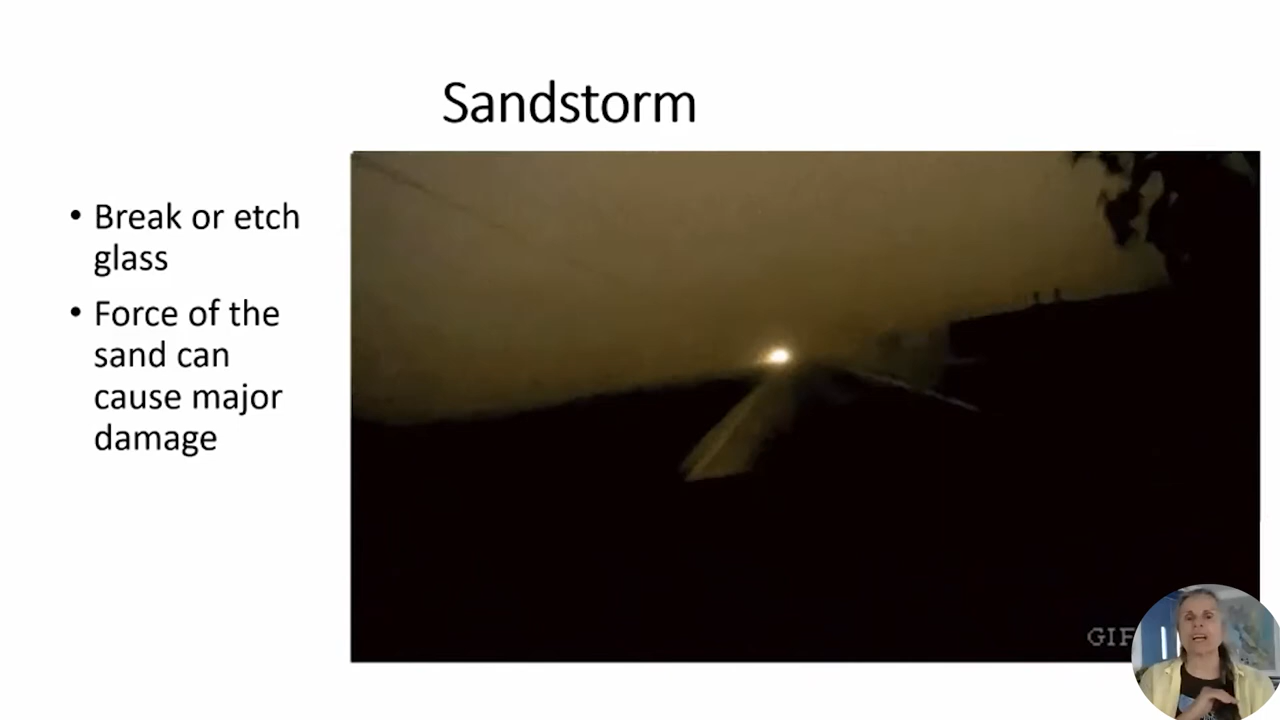 Sandstorm
• Break or etch
glass
• Force of the
sand can
cause major
damage
GIF